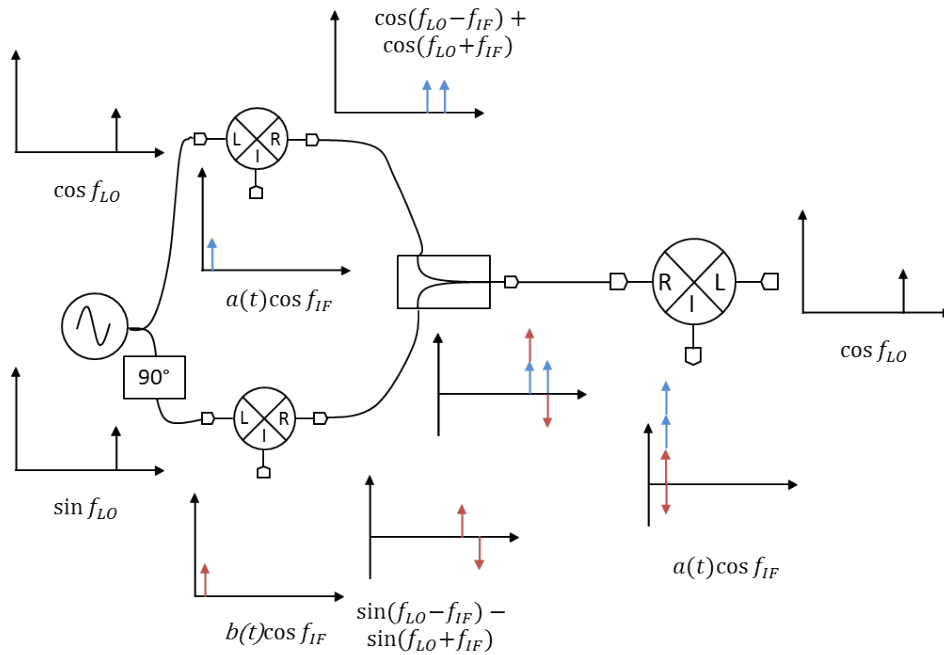 cos(f_LO−f_IF) +
cos(f_LO+f_IF)
L R
I
cos f_LO
a(t)cos f_IF
R L
I
cos f_LO
90°
L R
I
sin f_LO
b(t)cos f_IF
sin(f_LO−f_IF) −
sin(f_LO+f_IF)
a(t)cos f_IF